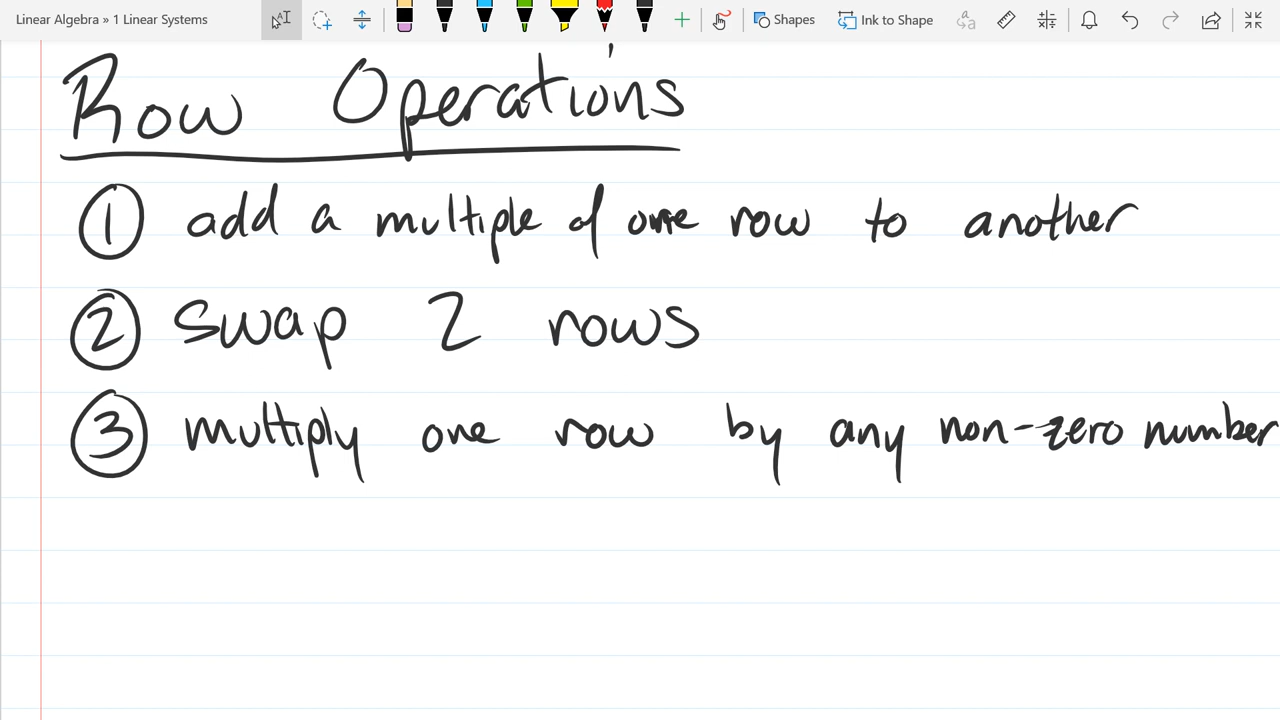 Linear Algebra » 1 Linear Systems
Shapes
Ink to Shape
Row Operations
① add a multiple of one row to another
② swap 2 rows
③ multiply one row by any non-zero number